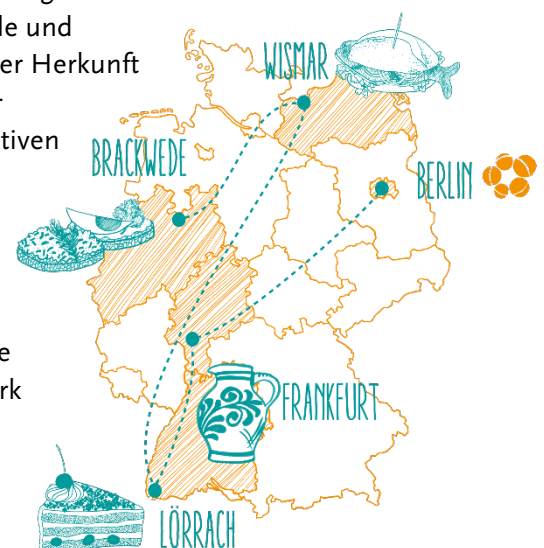 le und
er Herkunft
tiven
e
rk
WISMAR
BRACKWEDE
BERLIN
FRANKFURT
LÖRRACH